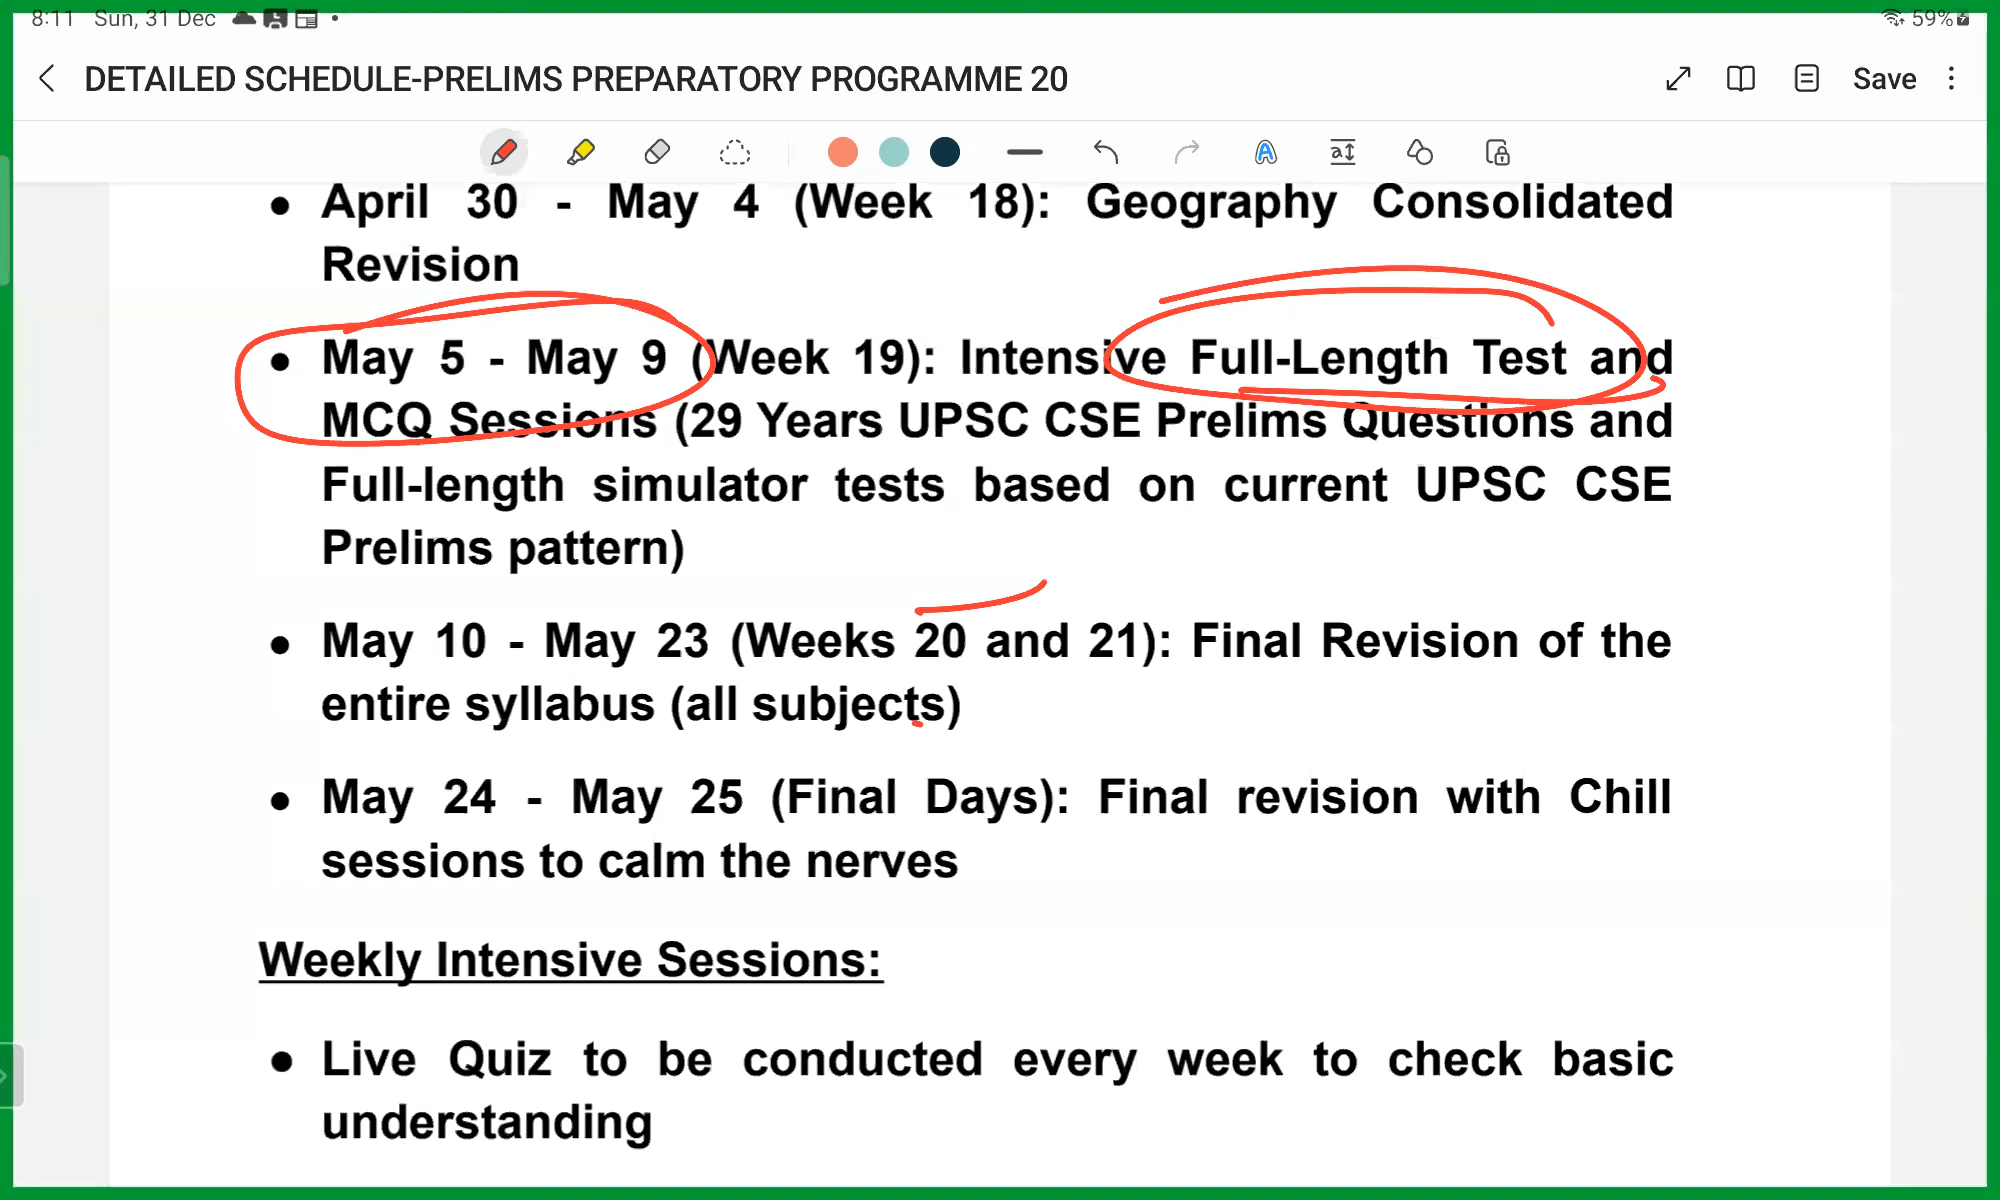 8:11 Sun, 31 Dec 59%
DETAILED SCHEDULE-PRELIMS PREPARATORY PROGRAMME 20 Save
● April 30 - May 4 (Week 18): Geography Consolidated
Revision
● May 5 - May 9 (Week 19): Intensive Full-Length Test and
MCQ Sessions (29 Years UPSC CSE Prelims Questions and
Full-length simulator tests based on current UPSC CSE
Prelims pattern)
● May 10 - May 23 (Weeks 20 and 21): Final Revision of the
entire syllabus (all subjects)
● May 24 - May 25 (Final Days): Final revision with Chill
sessions to calm the nerves
Weekly Intensive Sessions:
● Live Quiz to be conducted every week to check basic
understanding